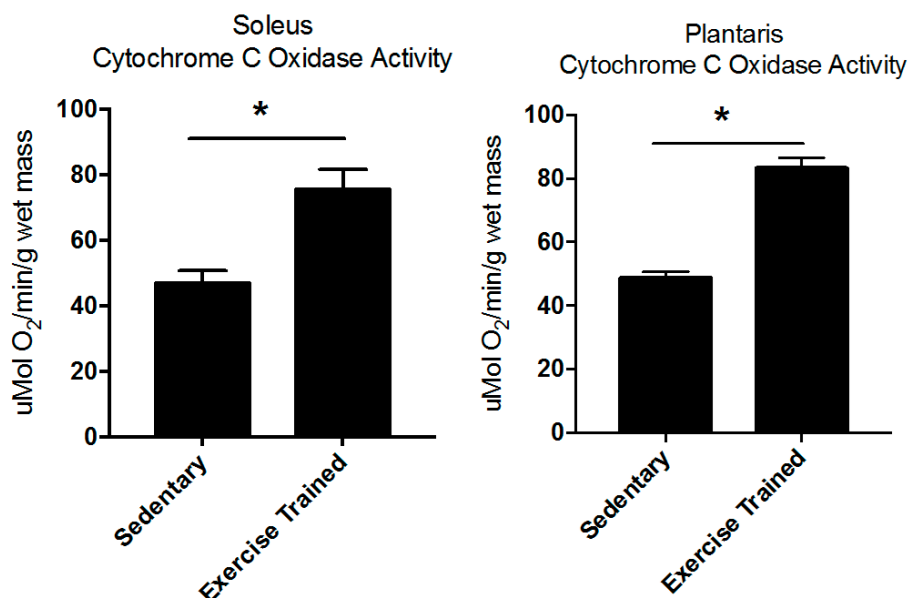 Soleus
Cytochrome C Oxidase Activity
uMol O₂/min/g wet mass
100
80
60
40
20
0
*
Sedentary
Exercise Trained
Plantaris
Cytochrome C Oxidase Activity
uMol O₂/min/g wet mass
100
80
60
40
20
0
*
Sedentary
Exercise Trained